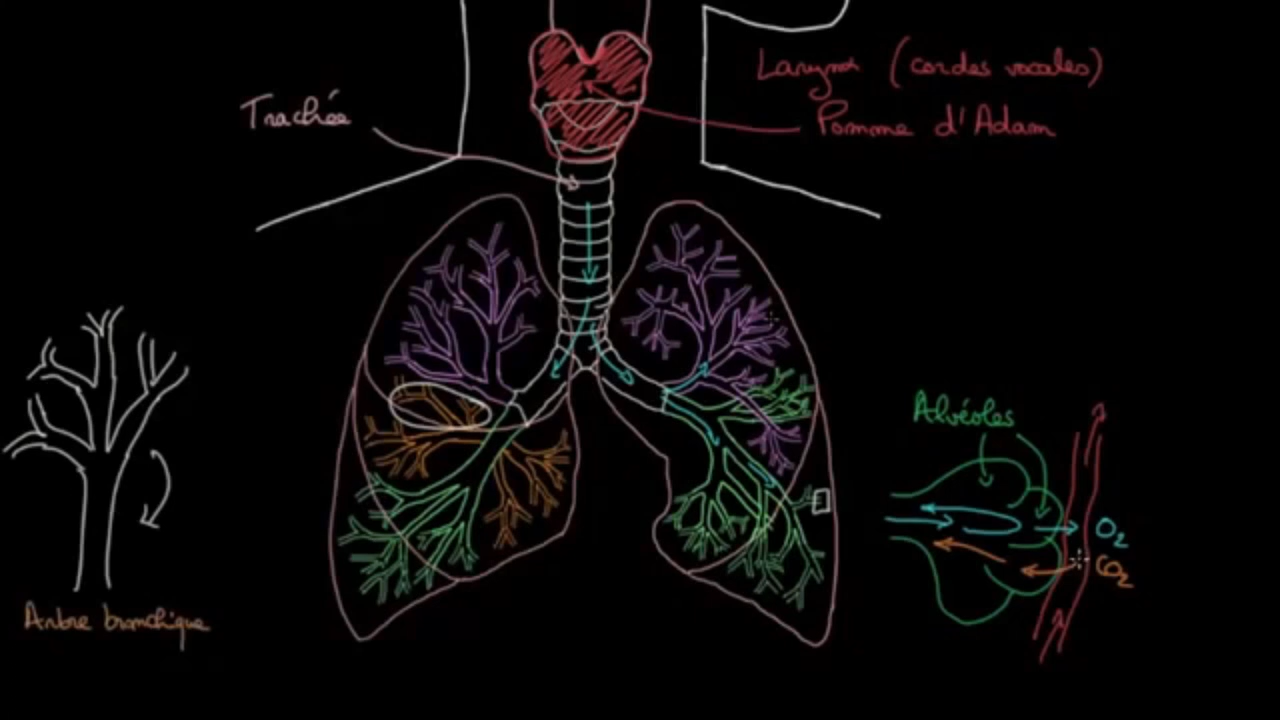 Larynx (cordes vocales)
Trachée
Pomme d'Adam
Alvéoles
O₂
CO₂
Arbre bronchique